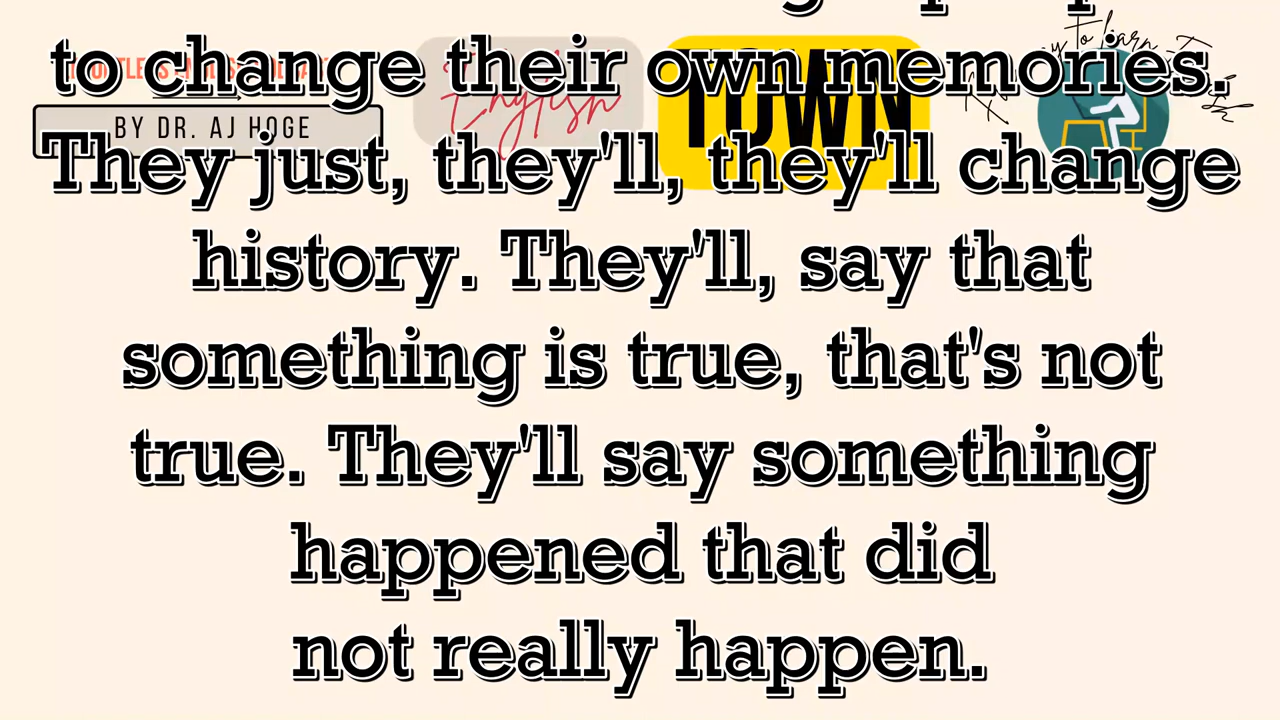 to change their own memories.
BY DR. AJ HOGE
English
TOWN
They just, they'll, they'll change
history. They'll, say that
something is true, that's not
true. They'll say something
happened that did
not really happen.